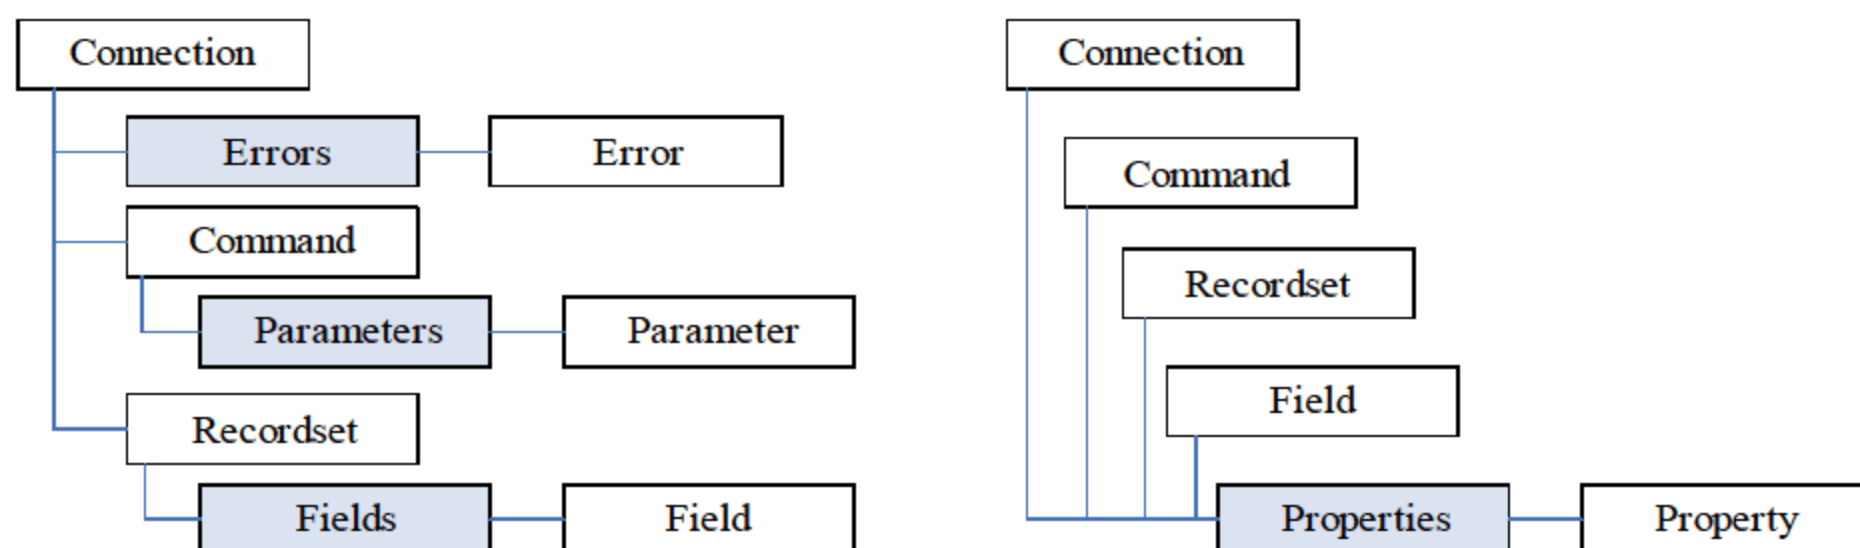 Connection
Errors
Error
Command
Parameters
Parameter
Recordset
Fields
Field
Connection
Command
Recordset
Field
Properties
Property